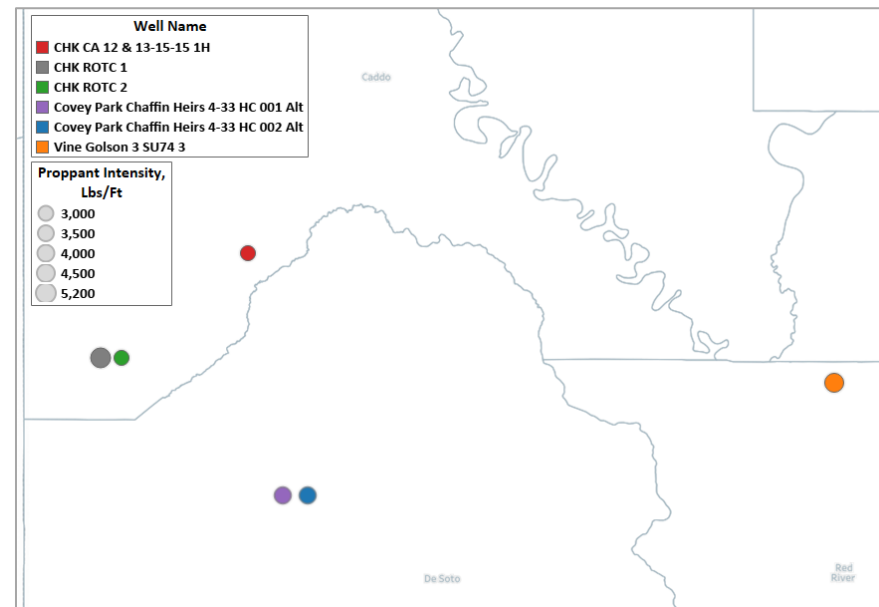 Well Name
CHK CA 12 & 13-15-15 1H
CHK ROTC 1
CHK ROTC 2
Covey Park Chaffin Heirs 4-33 HC 001 Alt
Covey Park Chaffin Heirs 4-33 HC 002 Alt
Vine Golson 3 SU74 3
Proppant Intensity,
Lbs/Ft
3,000
3,500
4,000
4,500
5,200
Caddo
De Soto
Red
River